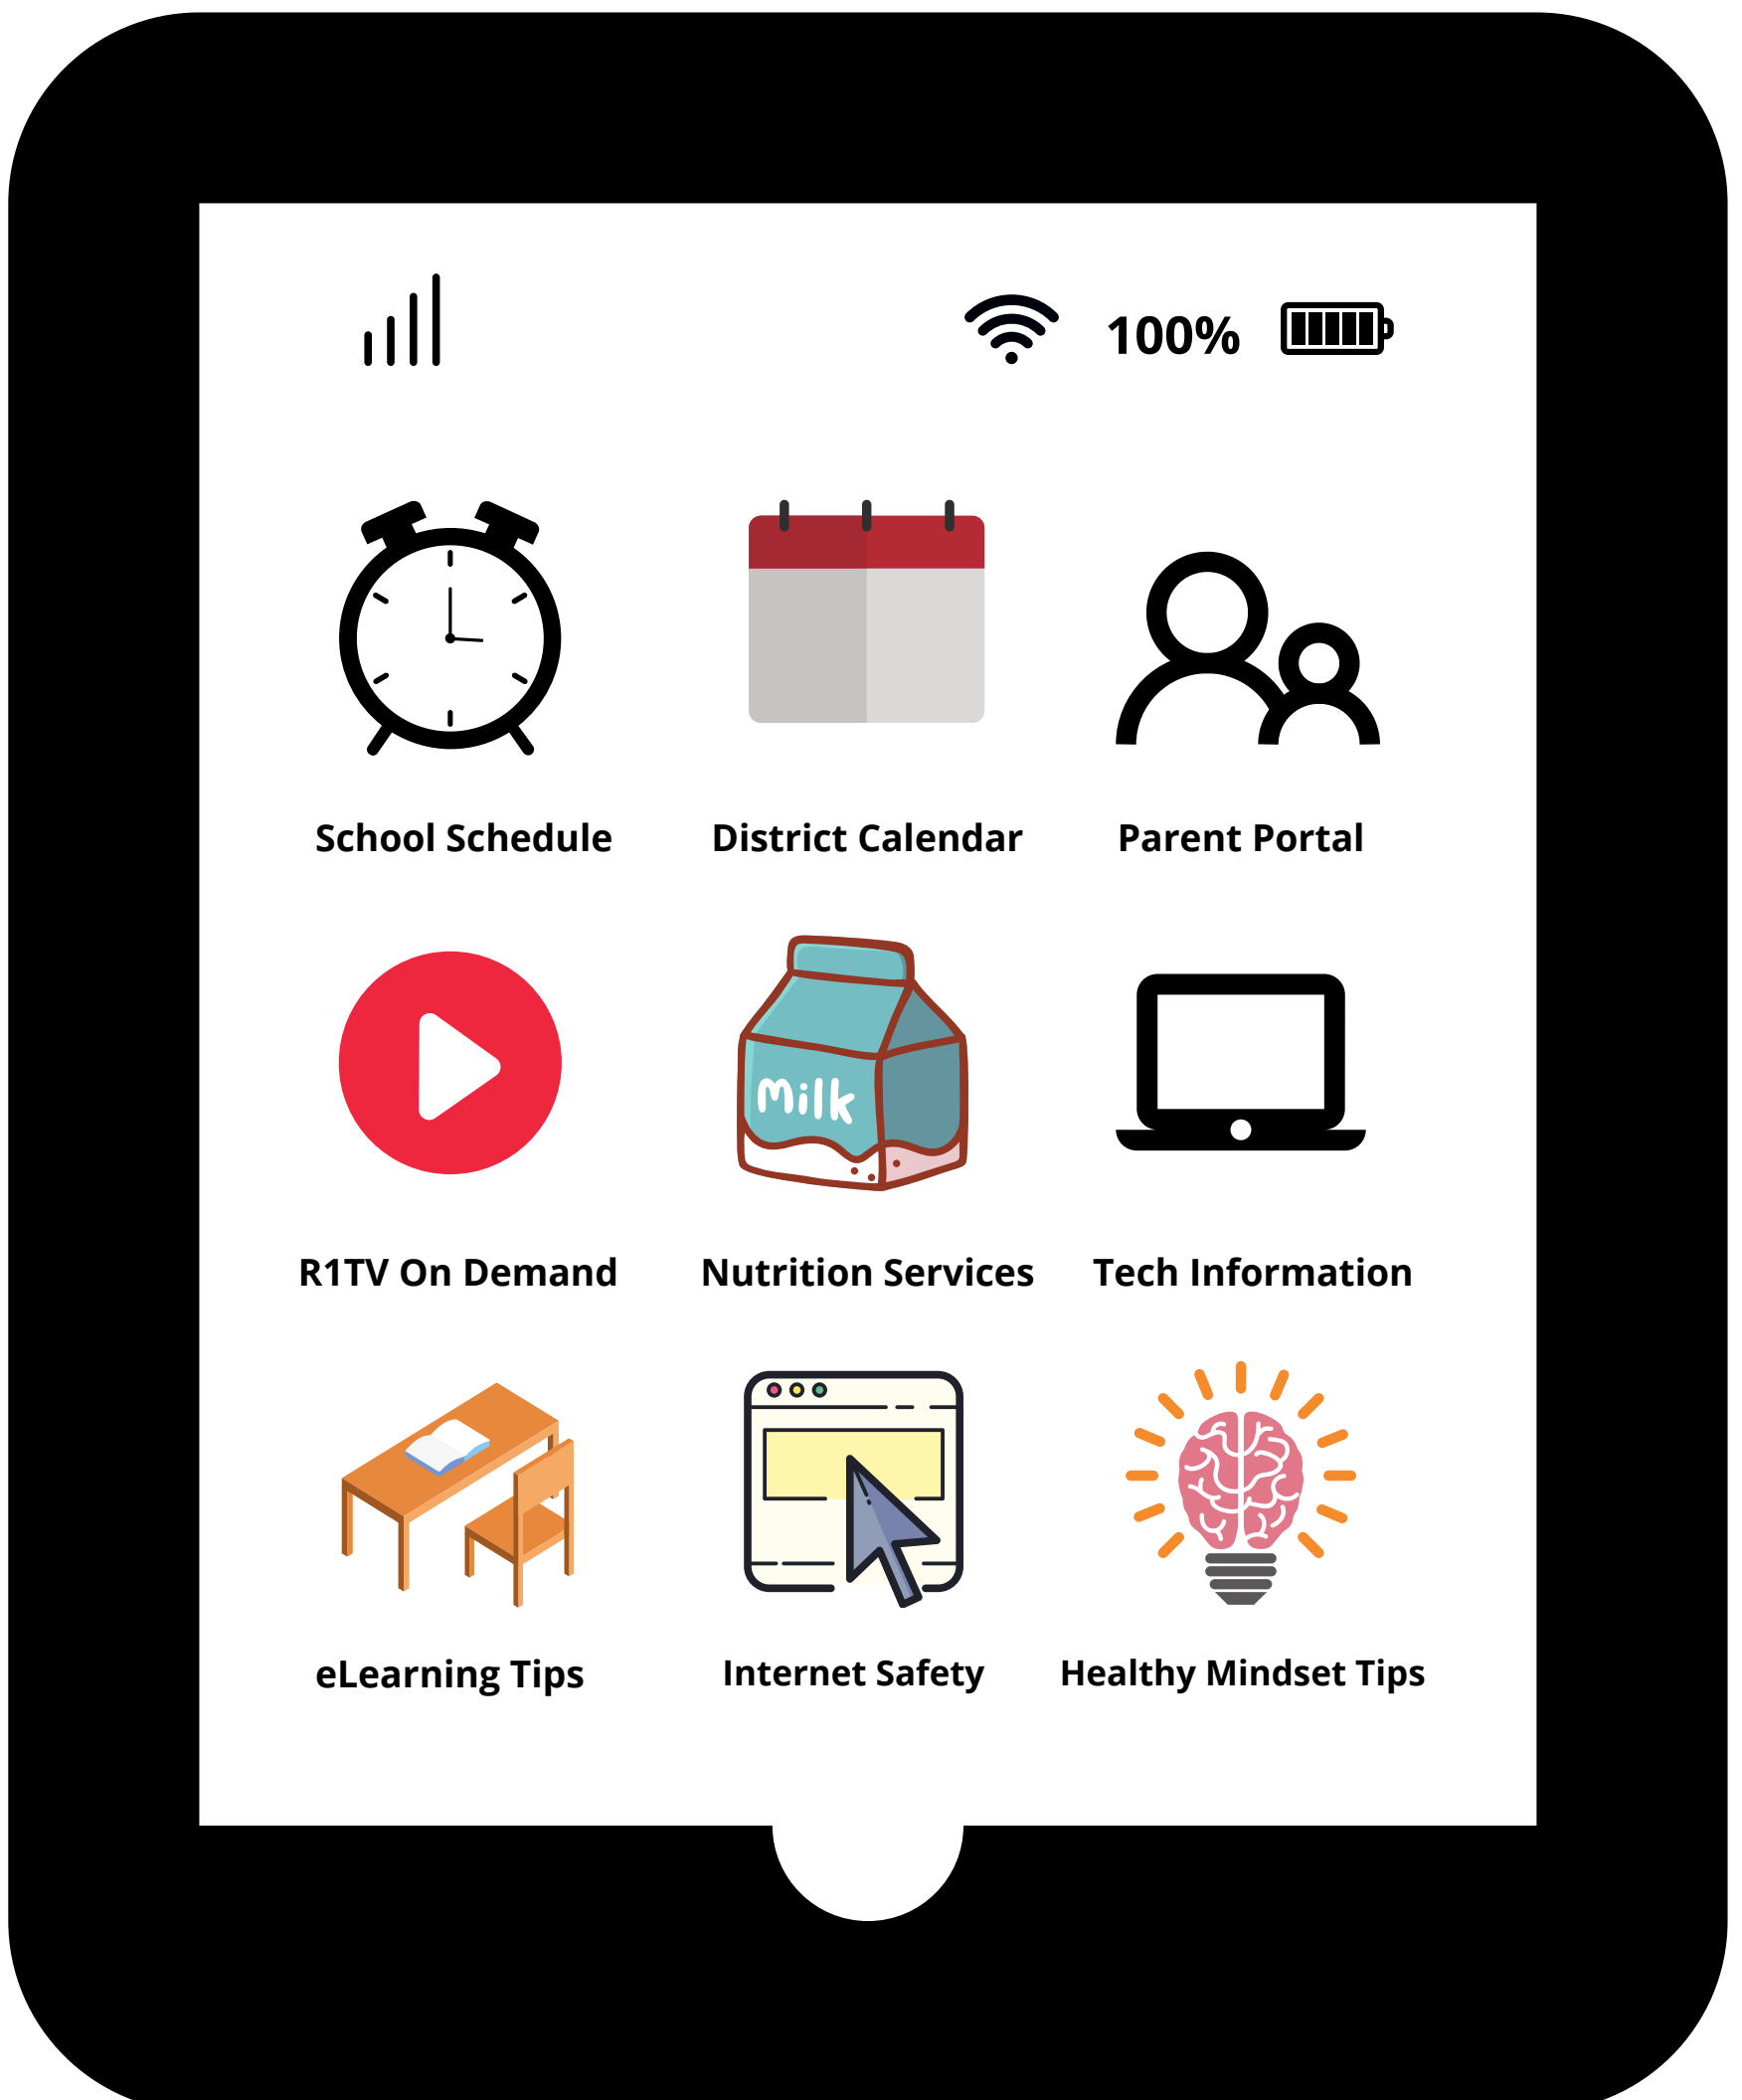 100%
School Schedule
District Calendar
Parent Portal
Milk
R1TV On Demand
Nutrition Services
Tech Information
eLearning Tips
Internet Safety
Healthy Mindset Tips